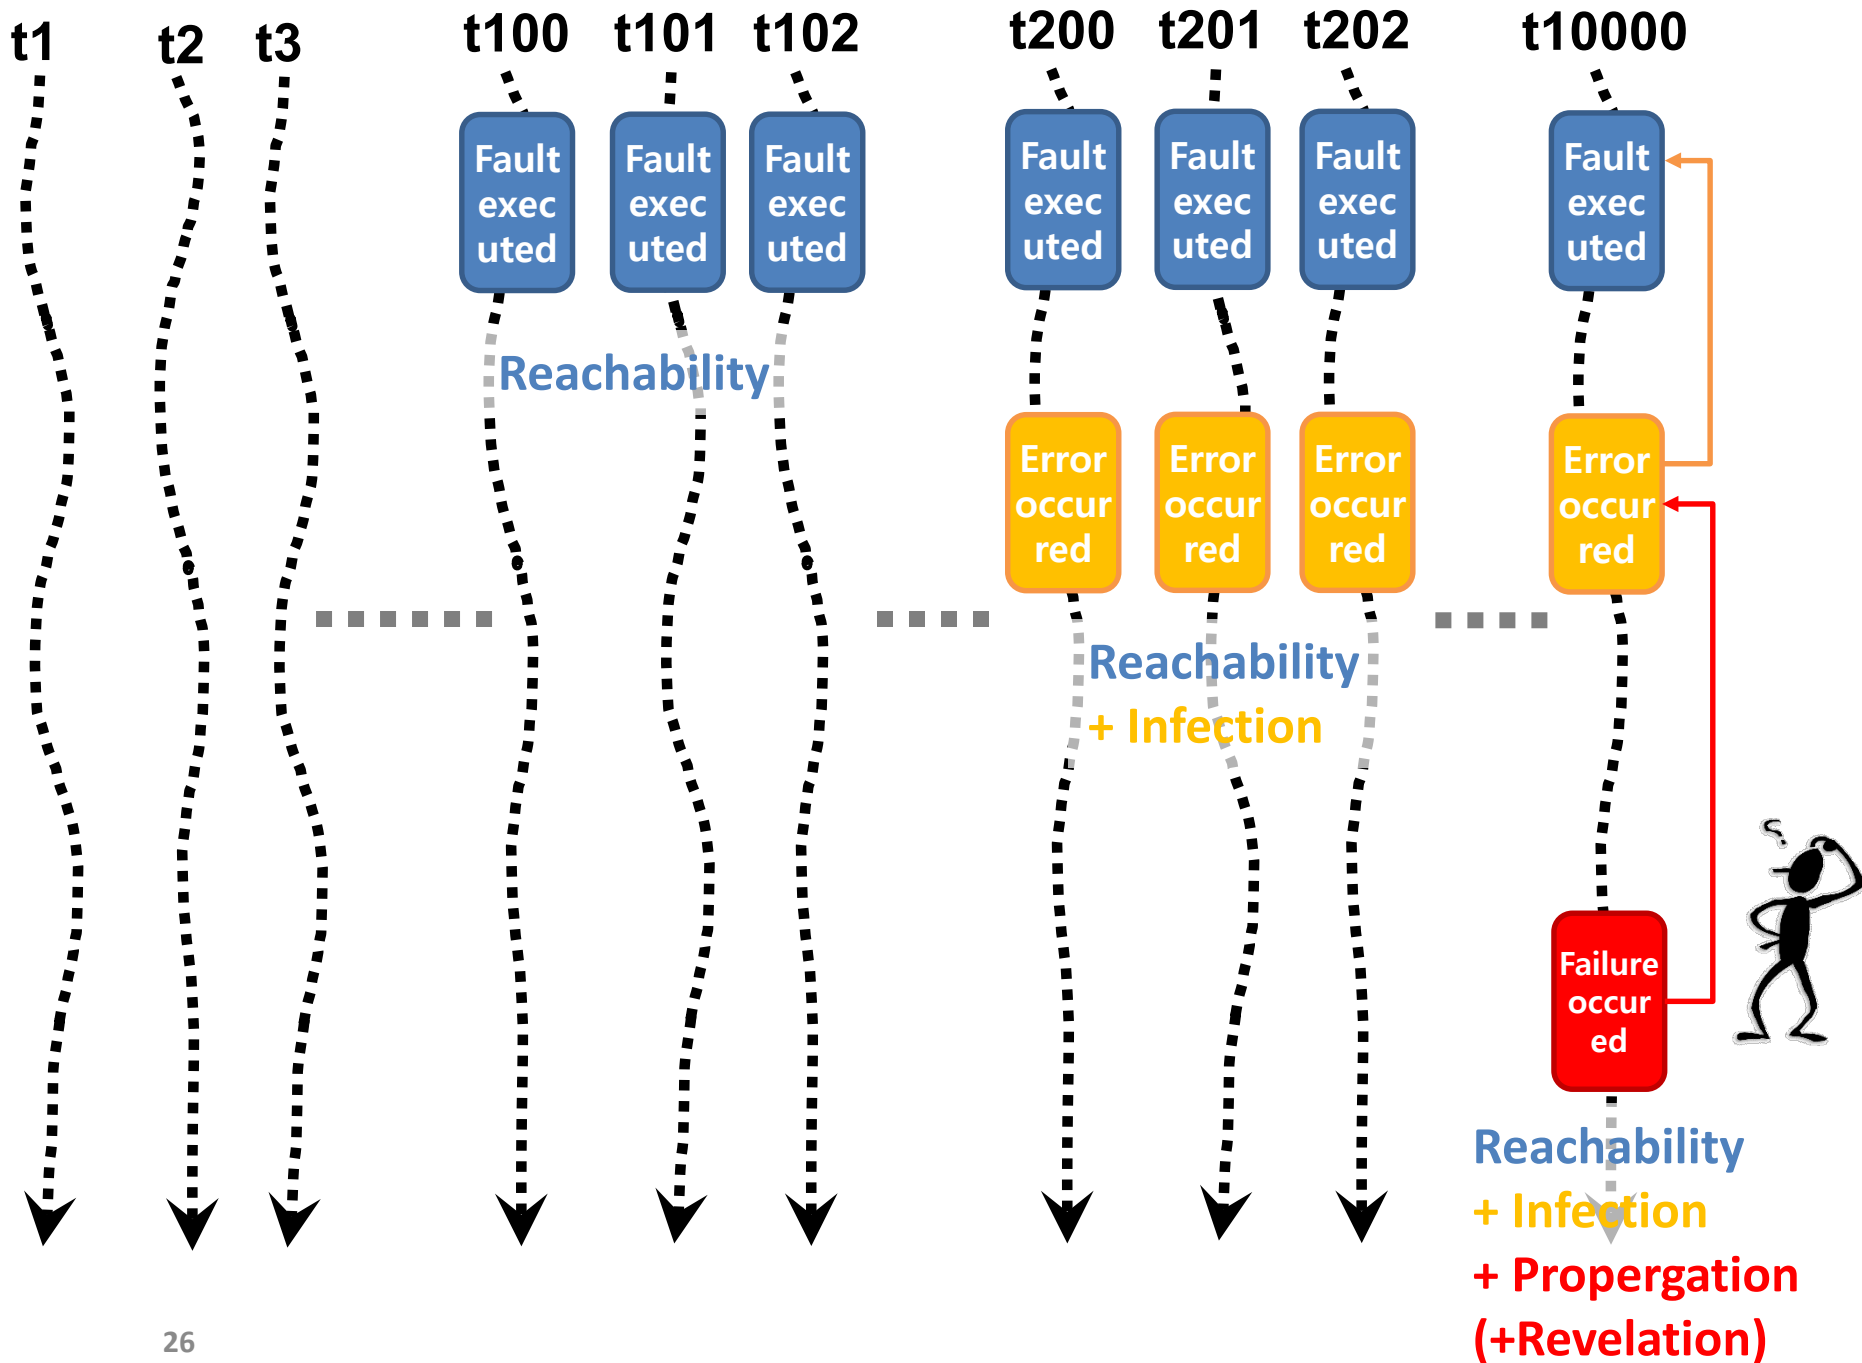 t1 t2 t3 t100 t101 t102 t200 t201 t202 t10000
Fault
exec
uted
Fault
exec
uted
Fault
exec
uted
Fault
exec
uted
Fault
exec
uted
Fault
exec
uted
Fault
exec
uted
Reachability
Error
occur
red
Error
occur
red
Error
occur
red
Error
occur
red
Reachability
+ Infection
Failure
occur
ed
Reachability
+ Infection
+ Propergation
(+Revelation)
26